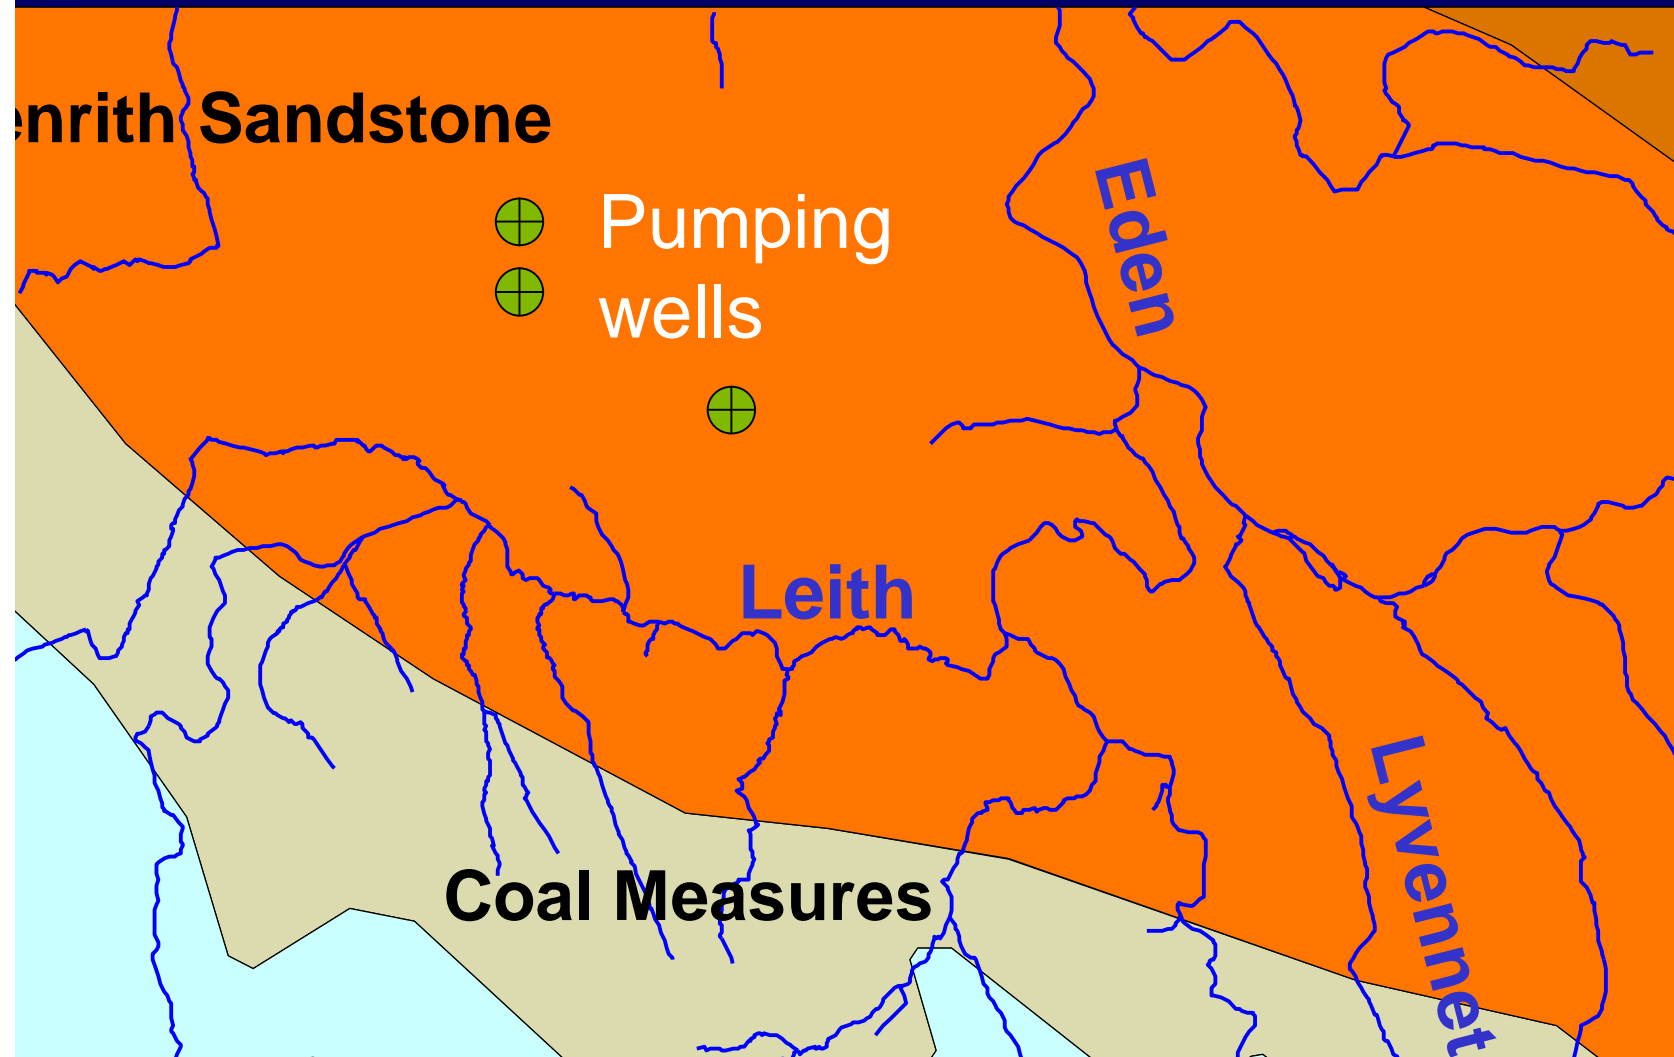 enrith Sandstone
Pumping
wells
Eden
Leith
Lyvennet
Coal Measures